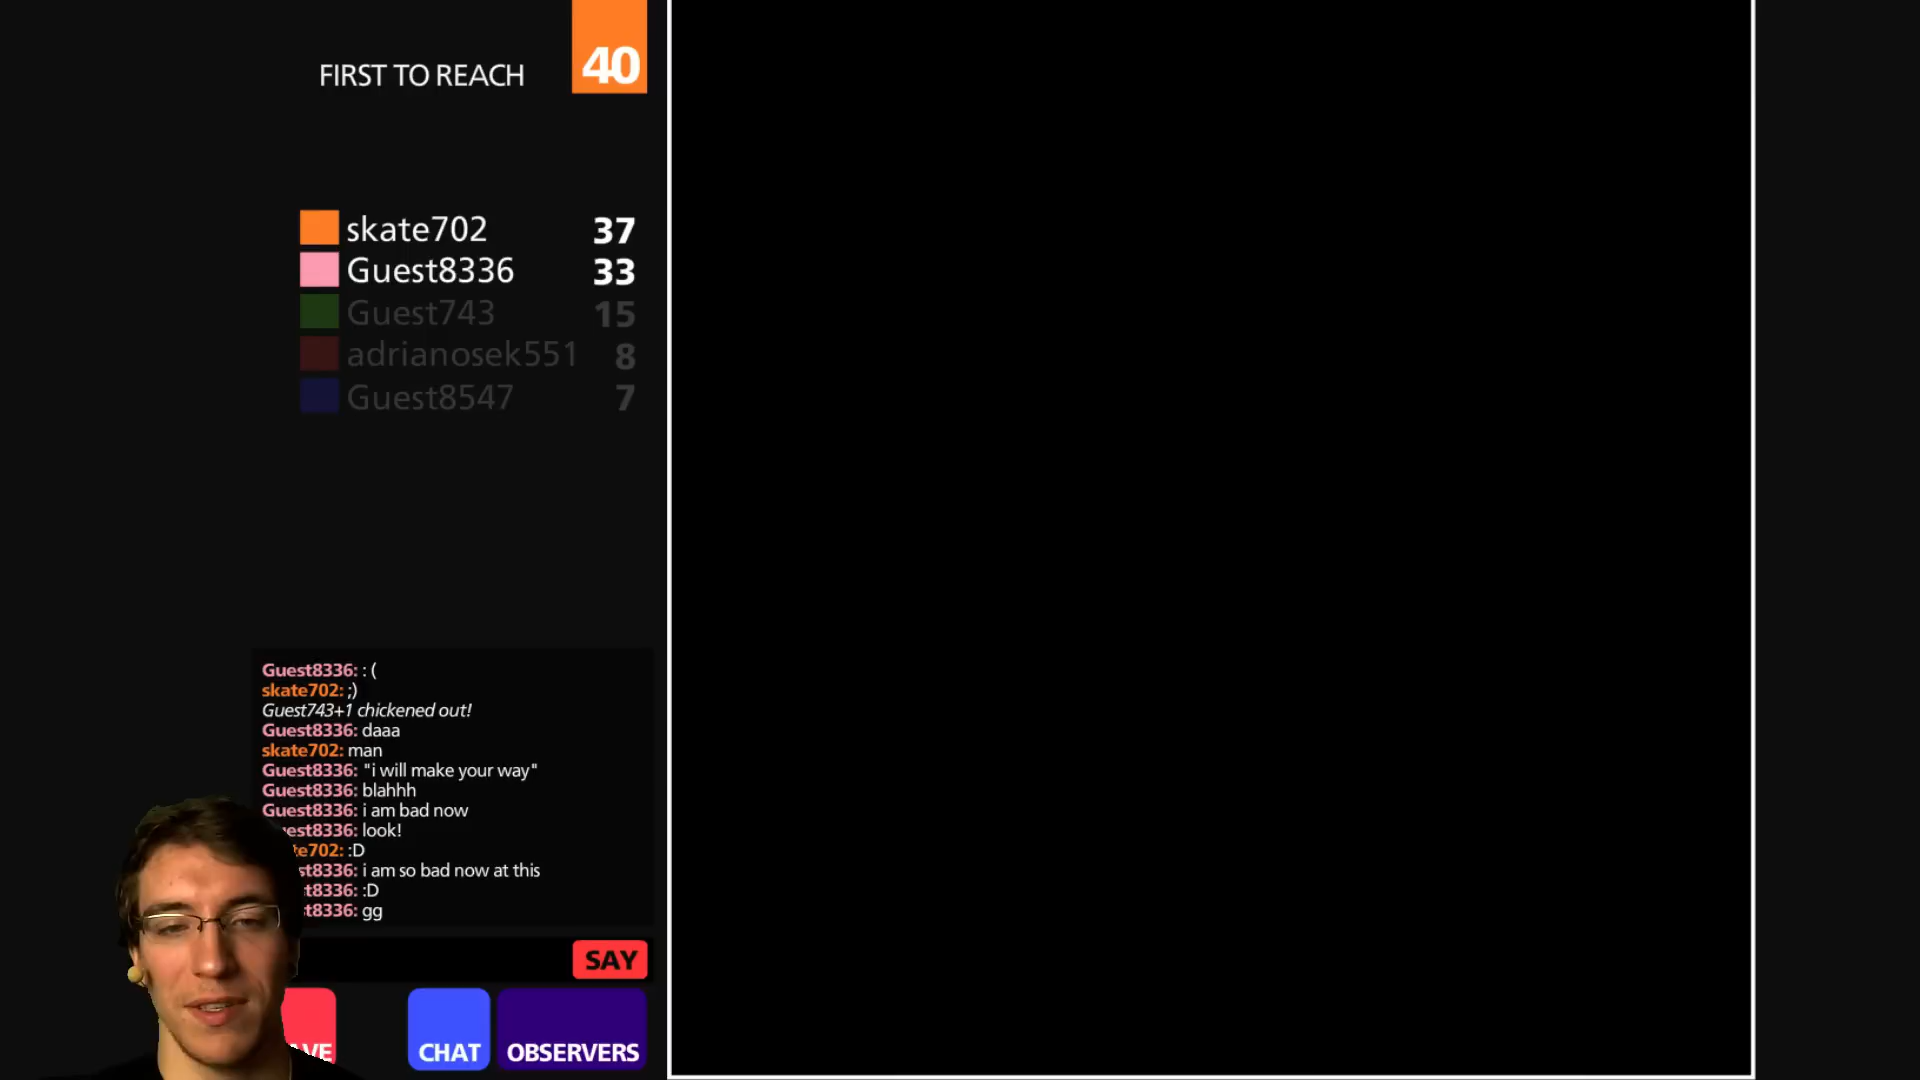 FIRST TO REACH
40
skate702 37
Guest8336 33
Guest743 15
adrianosek551 8
Guest8547 7
Guest8336: : (
skate702: ;)
Guest743+1 chickened out!
Guest8336: daaa
skate702: man
Guest8336: "i will make your way"
Guest8336: blahhh
Guest8336: i am bad now
uest8336: look!
te702: :D
st8336: i am so bad now at this
t8336: :D
t8336: gg
SAY
AVE
CHAT
OBSERVERS